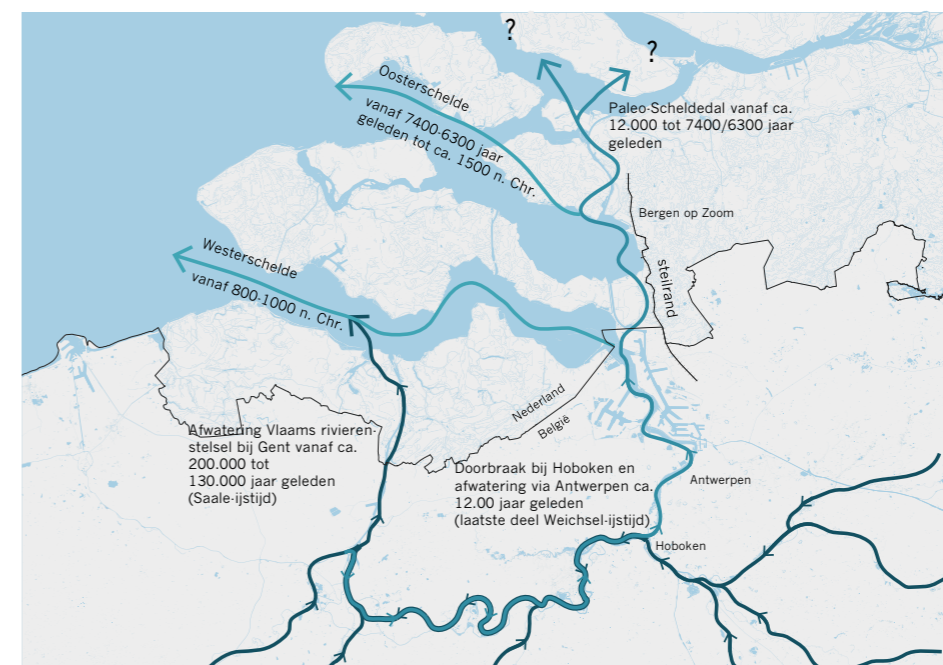 ?
?
Oosterschelde
vanaf 7400-6300 jaar
geleden tot ca. 1500 n. Chr.
Paleo-Scheldedal vanaf ca.
12.000 tot 7400/6300 jaar
geleden
Bergen op Zoom
steilrand
Westerschelde
vanaf 800-1000 n. Chr.
Nederland
België
Afwatering Vlaams rivieren-
stelsel bij Gent vanaf ca.
200.000 tot
130.000 jaar geleden
(Saale-ijstijd)
Doorbraak bij Hoboken en
afwatering via Antwerpen ca.
12.00 jaar geleden
(laatste deel Weichsel-ijstijd)
Antwerpen
Hoboken